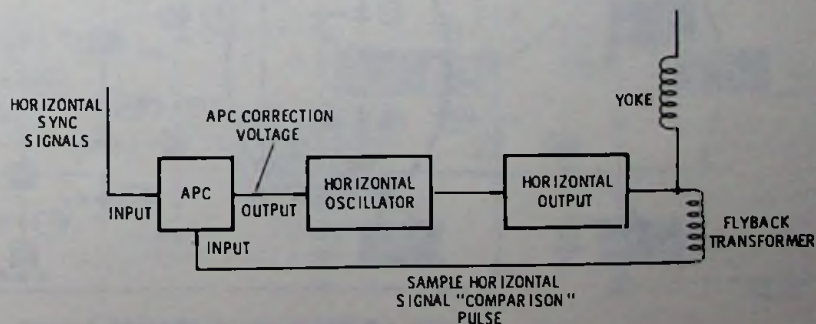 YOKE
HORIZONTAL
SYNC
SIGNALS
APC CORRECTION
VOLTAGE
INPUT
APC
OUTPUT
HORIZONTAL
OSCILLATOR
HORIZONTAL
OUTPUT
INPUT
FLYBACK
TRANSFORMER
SAMPLE HORIZONTAL
SIGNAL "COMPARISON"
PULSE